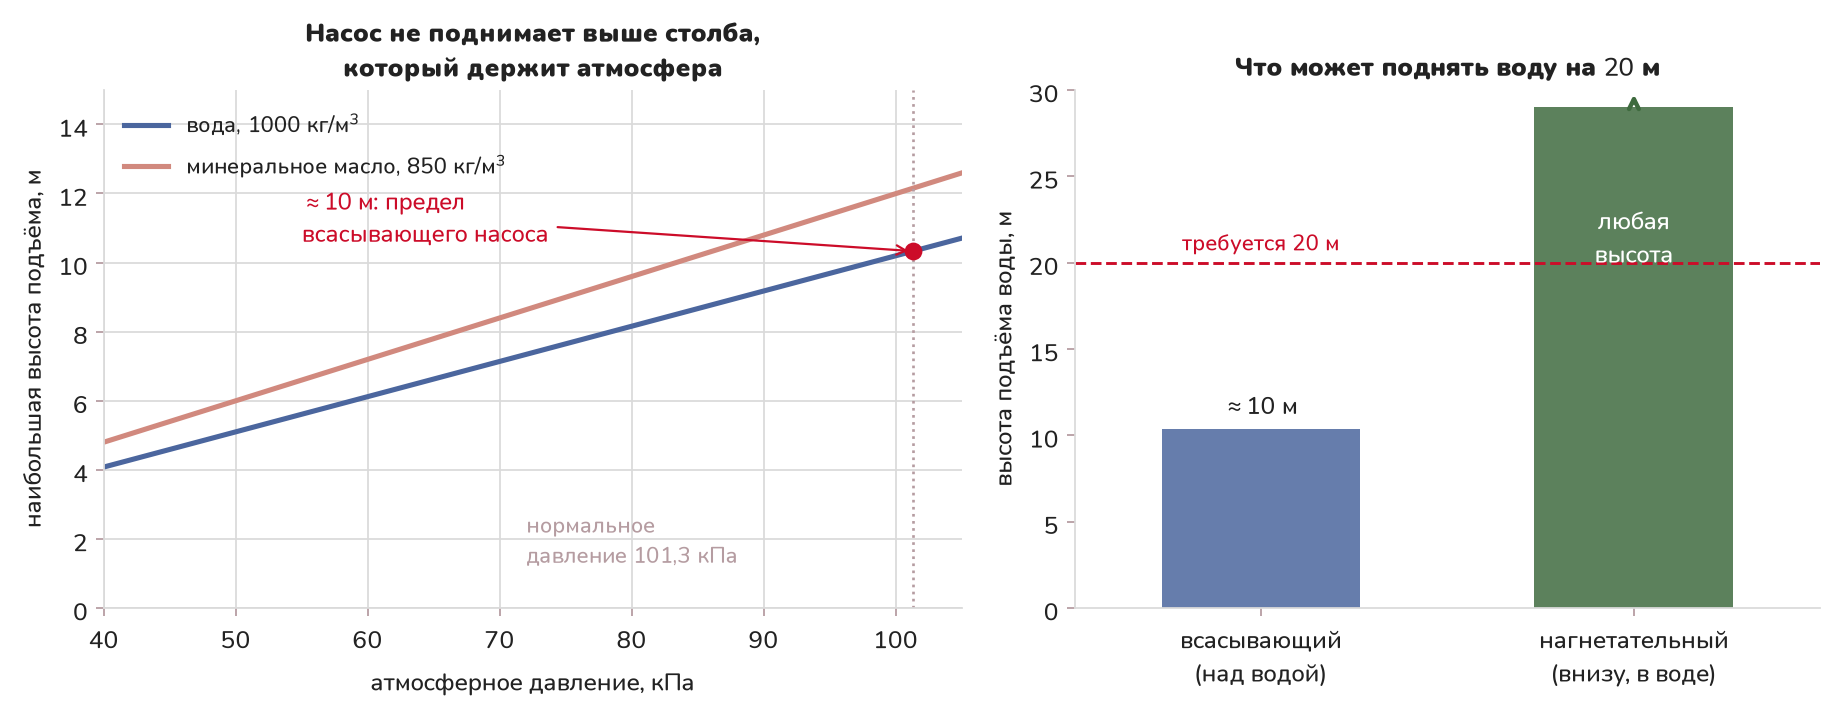 Насос не поднимает выше столба,
который держит атмосфера
наибольшая высота подъёма, м
14
12
10
8
6
4
2
0
вода, 1000 кг/м³
минеральное масло, 850 кг/м³
≈ 10 м: предел
всасывающего насоса
нормальное
давление 101,3 кПа
40 50 60 70 80 90 100
атмосферное давление, кПа
Что может поднять воду на 20 м
высота подъёма воды, м
30
25
20
15
10
5
0
требуется 20 м
любая
высота
≈ 10 м
всасывающий
(над водой)
нагнетательный
(внизу, в воде)